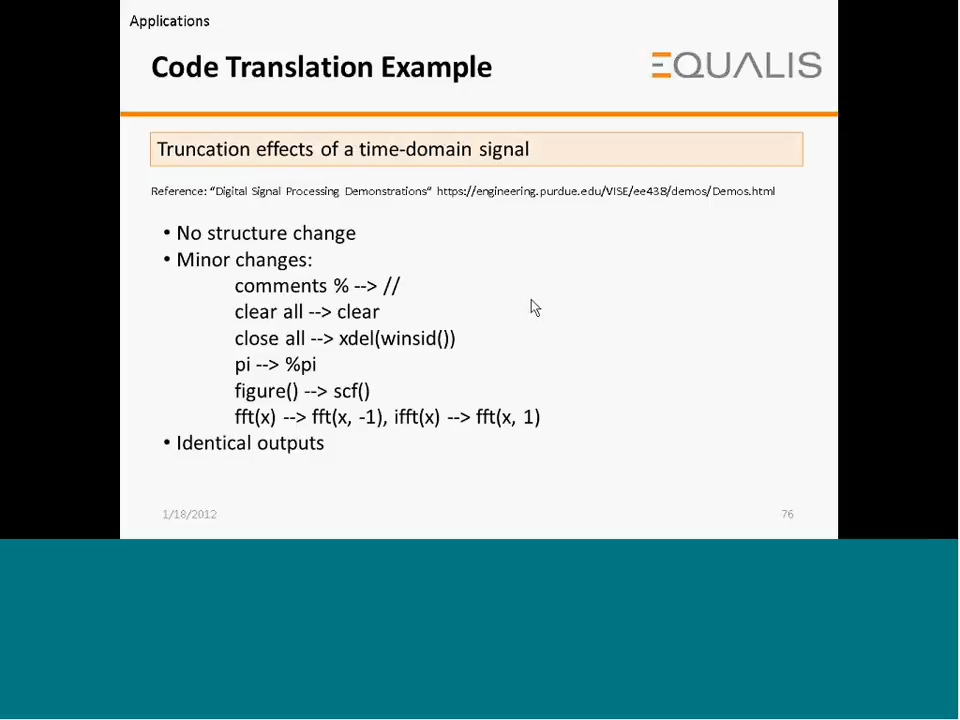 Applications
Code Translation Example
EQUALIS
Truncation effects of a time-domain signal
Reference: "Digital Signal Processing Demonstrations" https://engineering.purdue.edu/VISE/ee438/demos/Demos.html
• No structure change
• Minor changes:
comments % --> //
clear all --> clear
close all --> xdel(winsid())
pi --> %pi
figure() --> scf()
fft(x) --> fft(x, -1), ifft(x) --> fft(x, 1)
• Identical outputs
1/18/2012
76